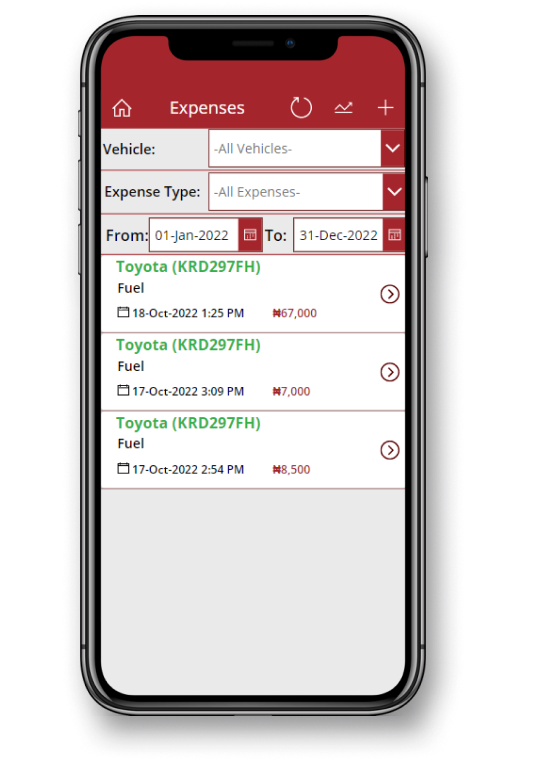 Expenses
Vehicle: -All Vehicles-
Expense Type: -All Expenses-
From: 01-Jan-2022 To: 31-Dec-2022
Toyota (KRD297FH)
Fuel
18-Oct-2022 1:25 PM ₦67,000
Toyota (KRD297FH)
Fuel
17-Oct-2022 3:09 PM ₦7,000
Toyota (KRD297FH)
Fuel
17-Oct-2022 2:54 PM ₦8,500